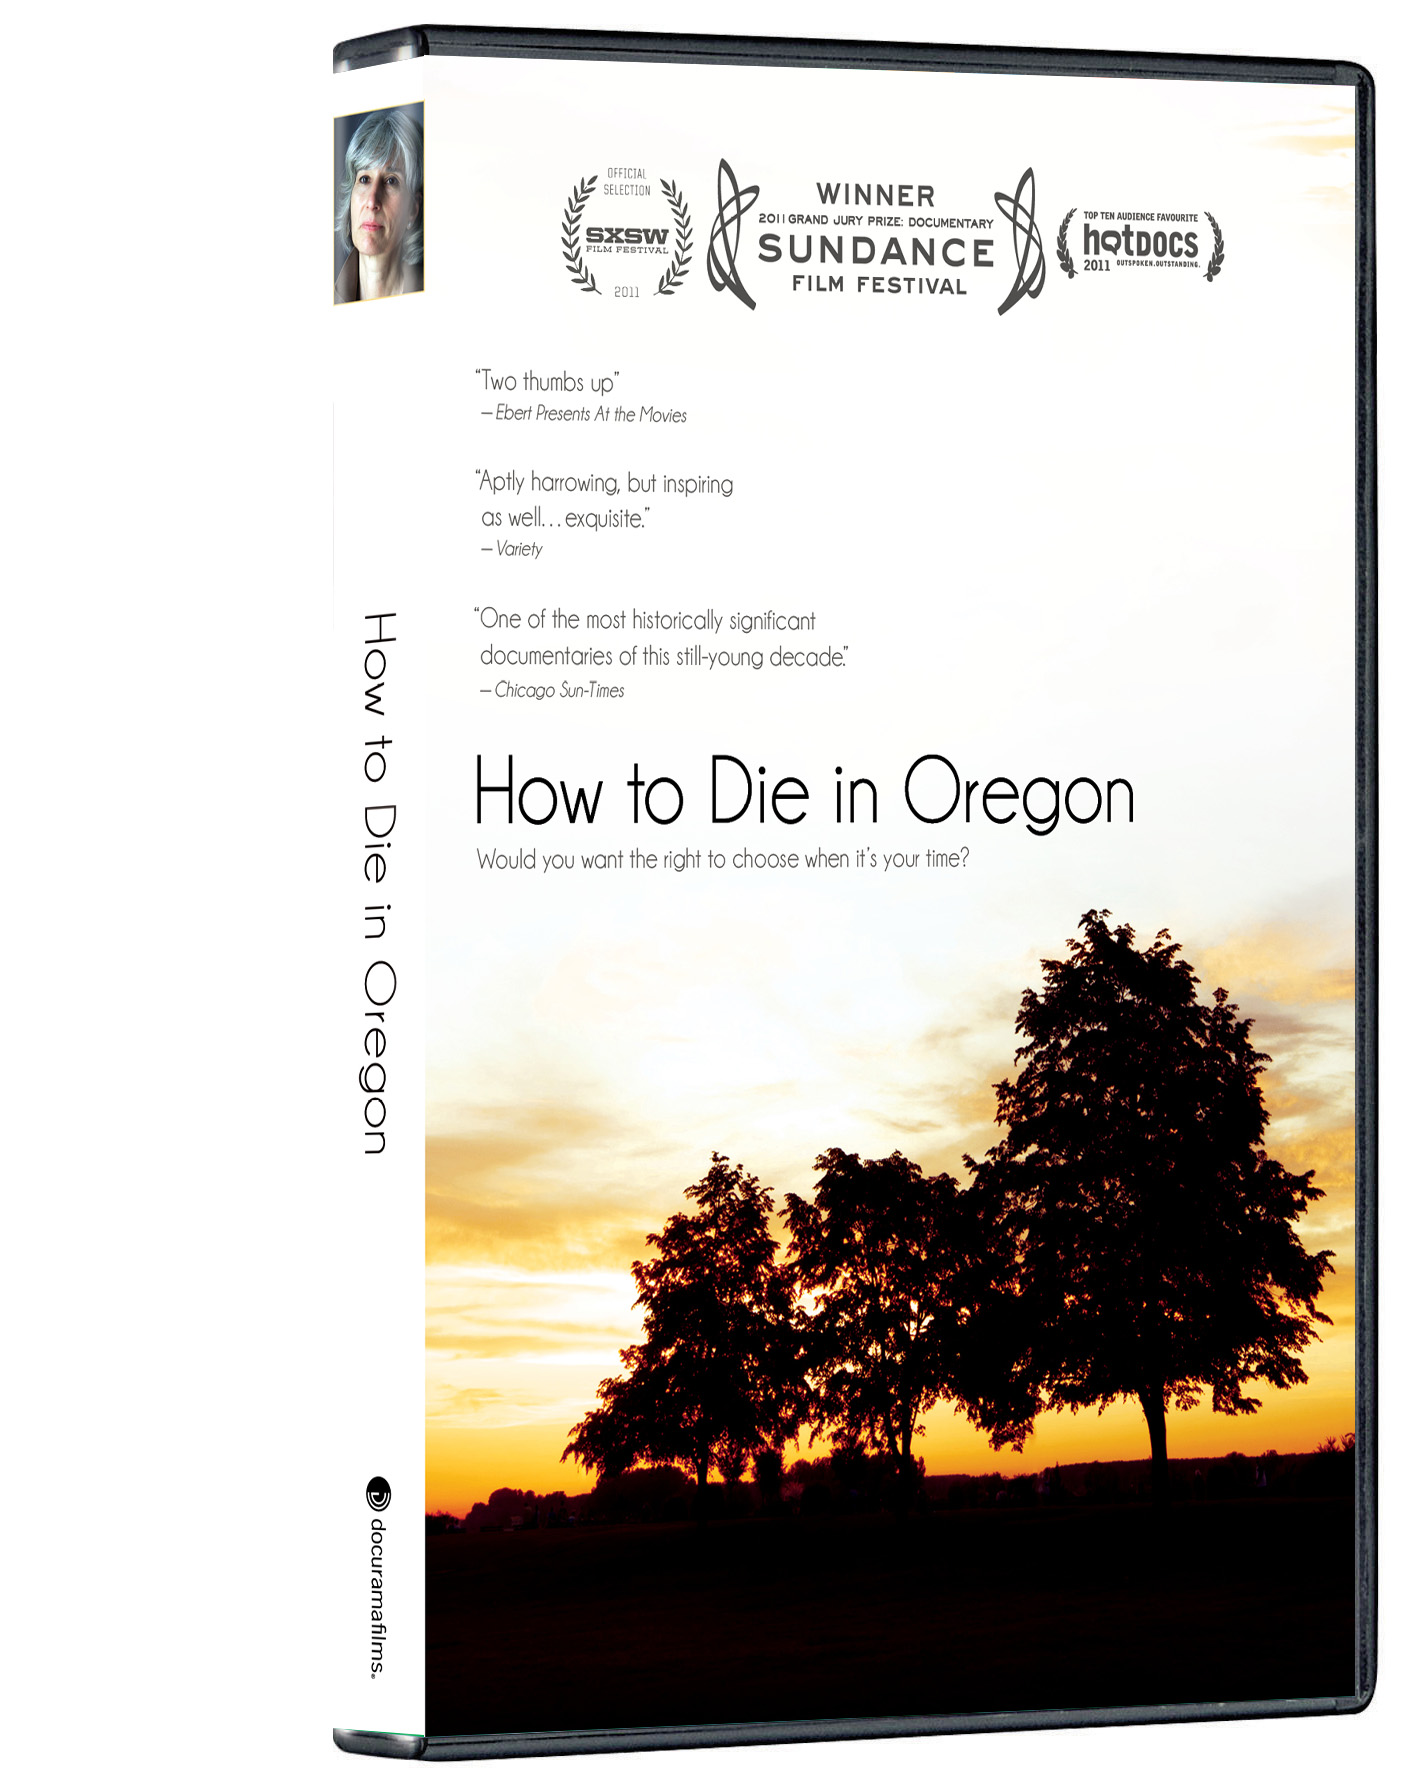 OFFICIAL
SELECTION
SXSW
FILM FESTIVAL
2011
WINNER
2011 GRAND JURY PRIZE: DOCUMENTARY
SUNDANCE
FILM FESTIVAL
TOP TEN AUDIENCE FAVOURITE
hotDOCS
2011 OUTSPOKEN.OUTSTANDING.
“Two thumbs up”
– Ebert Presents At the Movies
“Aptly harrowing, but inspiring
as well...exquisite.”
– Variety
“One of the most historically significant
documentaries of this still-young decade.”
– Chicago Sun-Times
How to Die in Oregon
Would you want the right to choose when it’s your time?
How to Die in Oregon
docuramafilms®